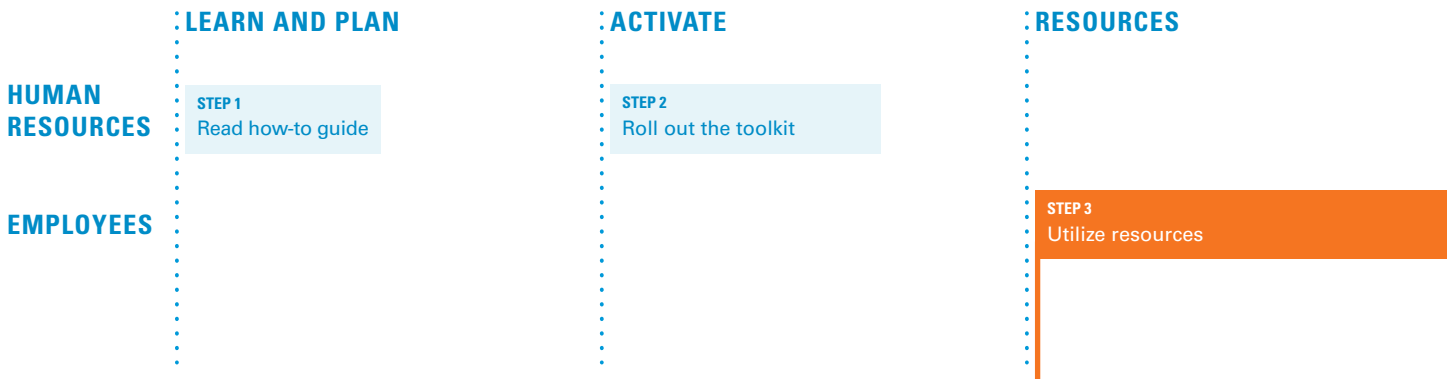 LEARN AND PLAN
ACTIVATE
RESOURCES
HUMAN
RESOURCES
STEP 1
Read how-to guide
STEP 2
Roll out the toolkit
EMPLOYEES
STEP 3
Utilize resources